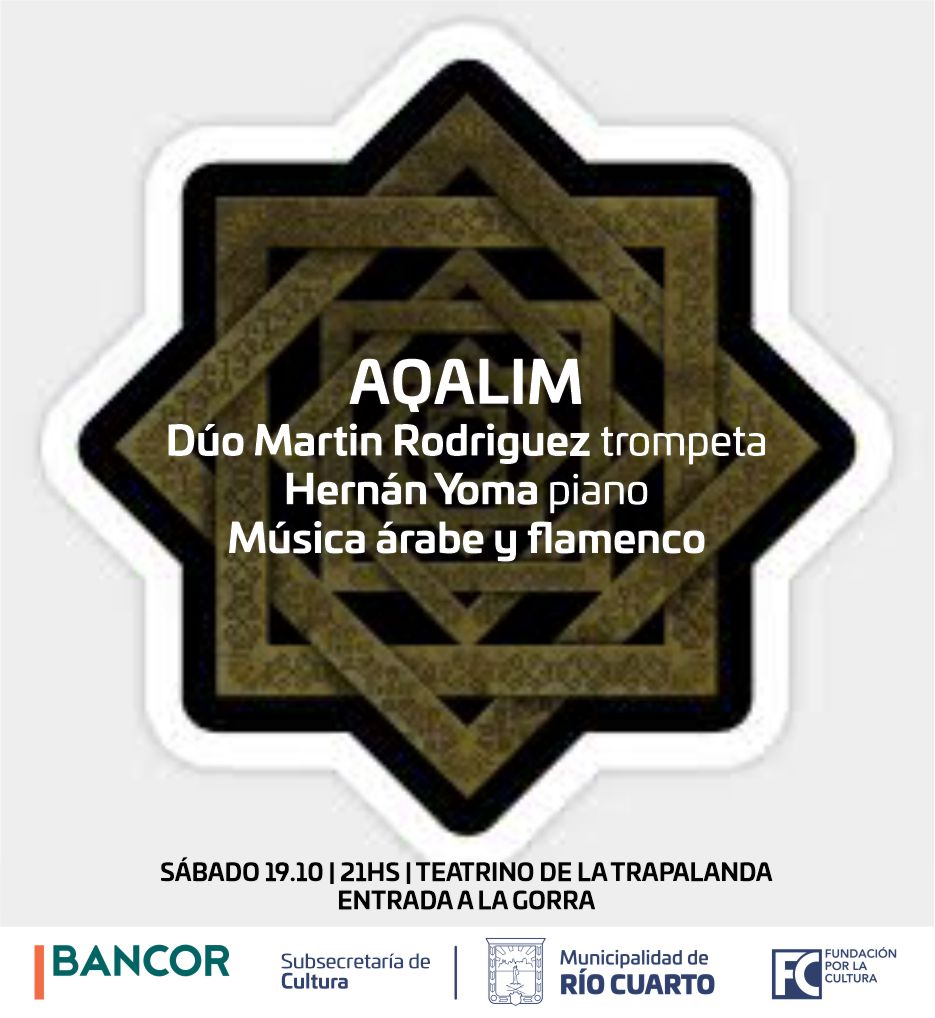 AQALIM
Dúo Martin Rodriguez trompeta
Hernán Yoma piano
Música árabe y flamenco
SÁBADO 19.10 | 21HS | TEATRINO DE LA TRAPALANDA
ENTRADA A LA GORRA
BANCOR
Subsecretaría de
Cultura
Municipalidad de
RÍO CUARTO
FC
FUNDACIÓN
POR LA
CULTURA